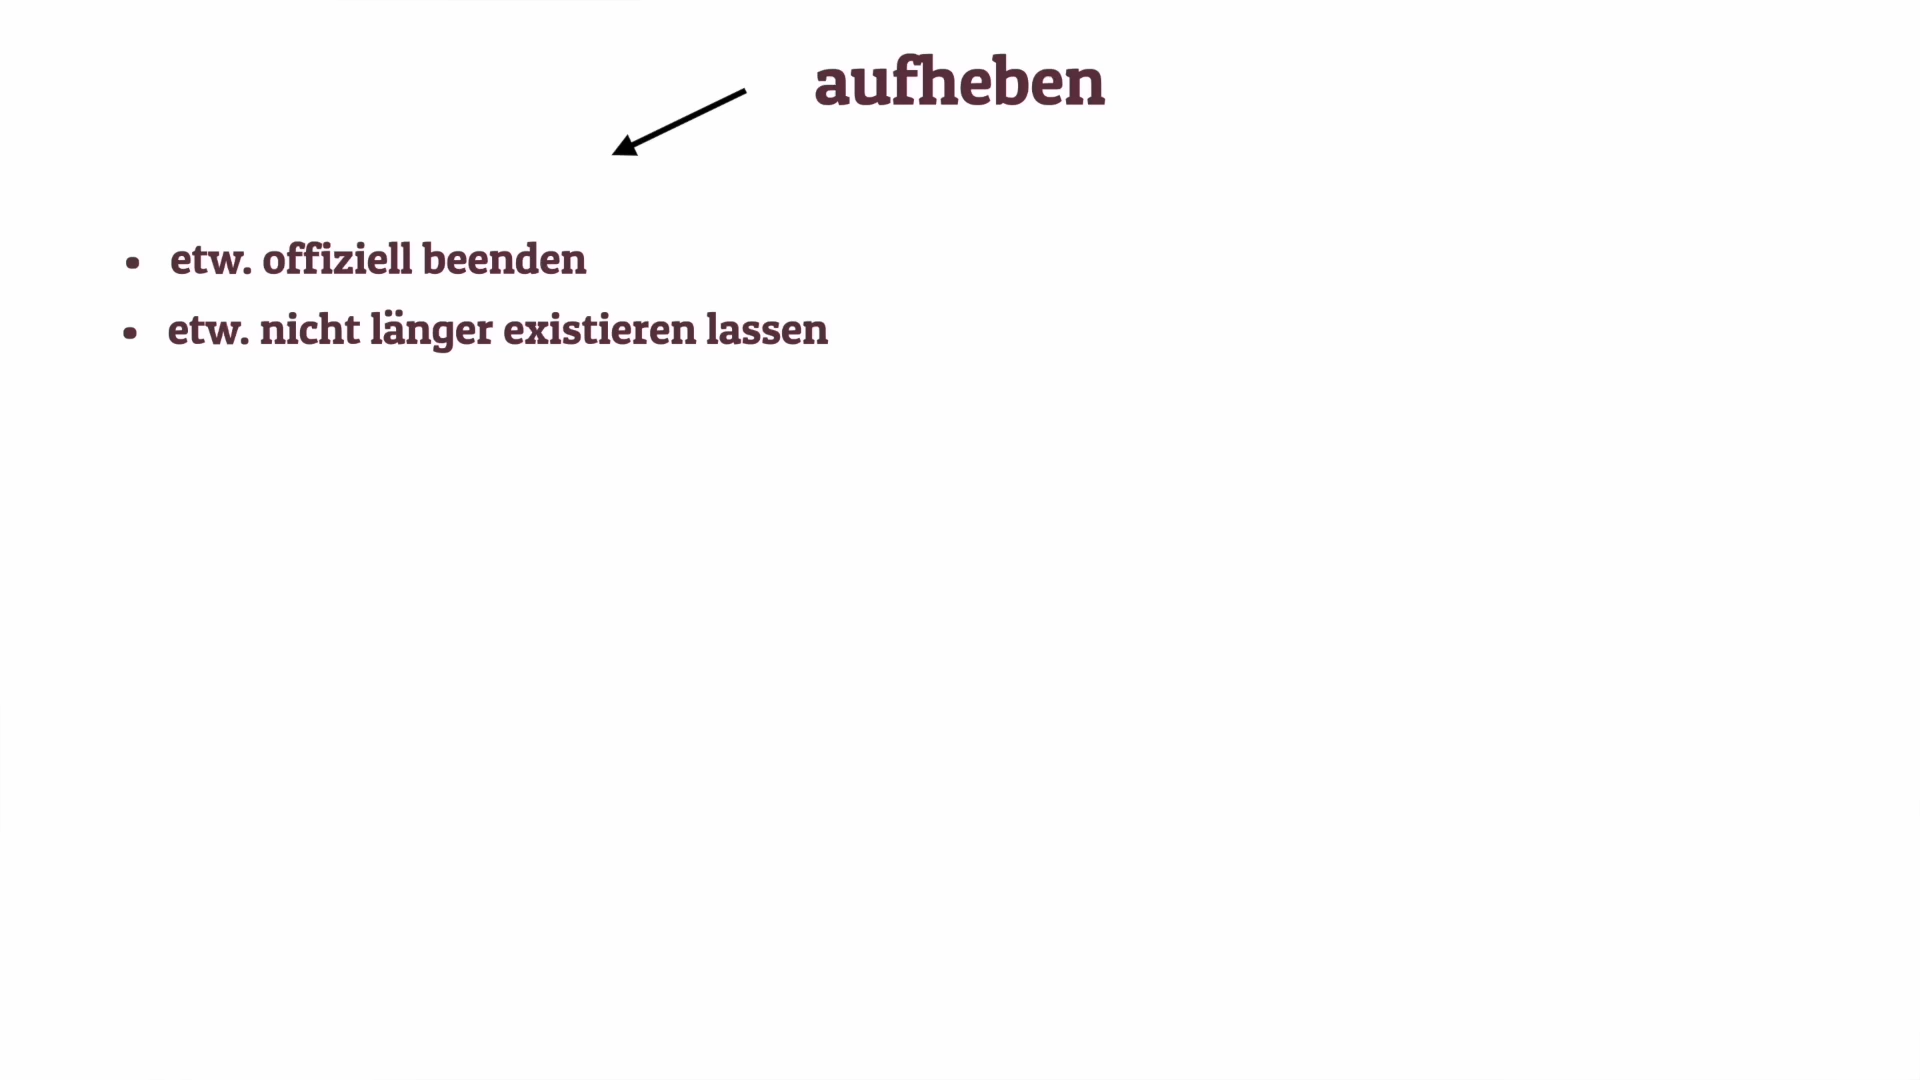 aufheben
• etw. offiziell beenden
• etw. nicht länger existieren lassen